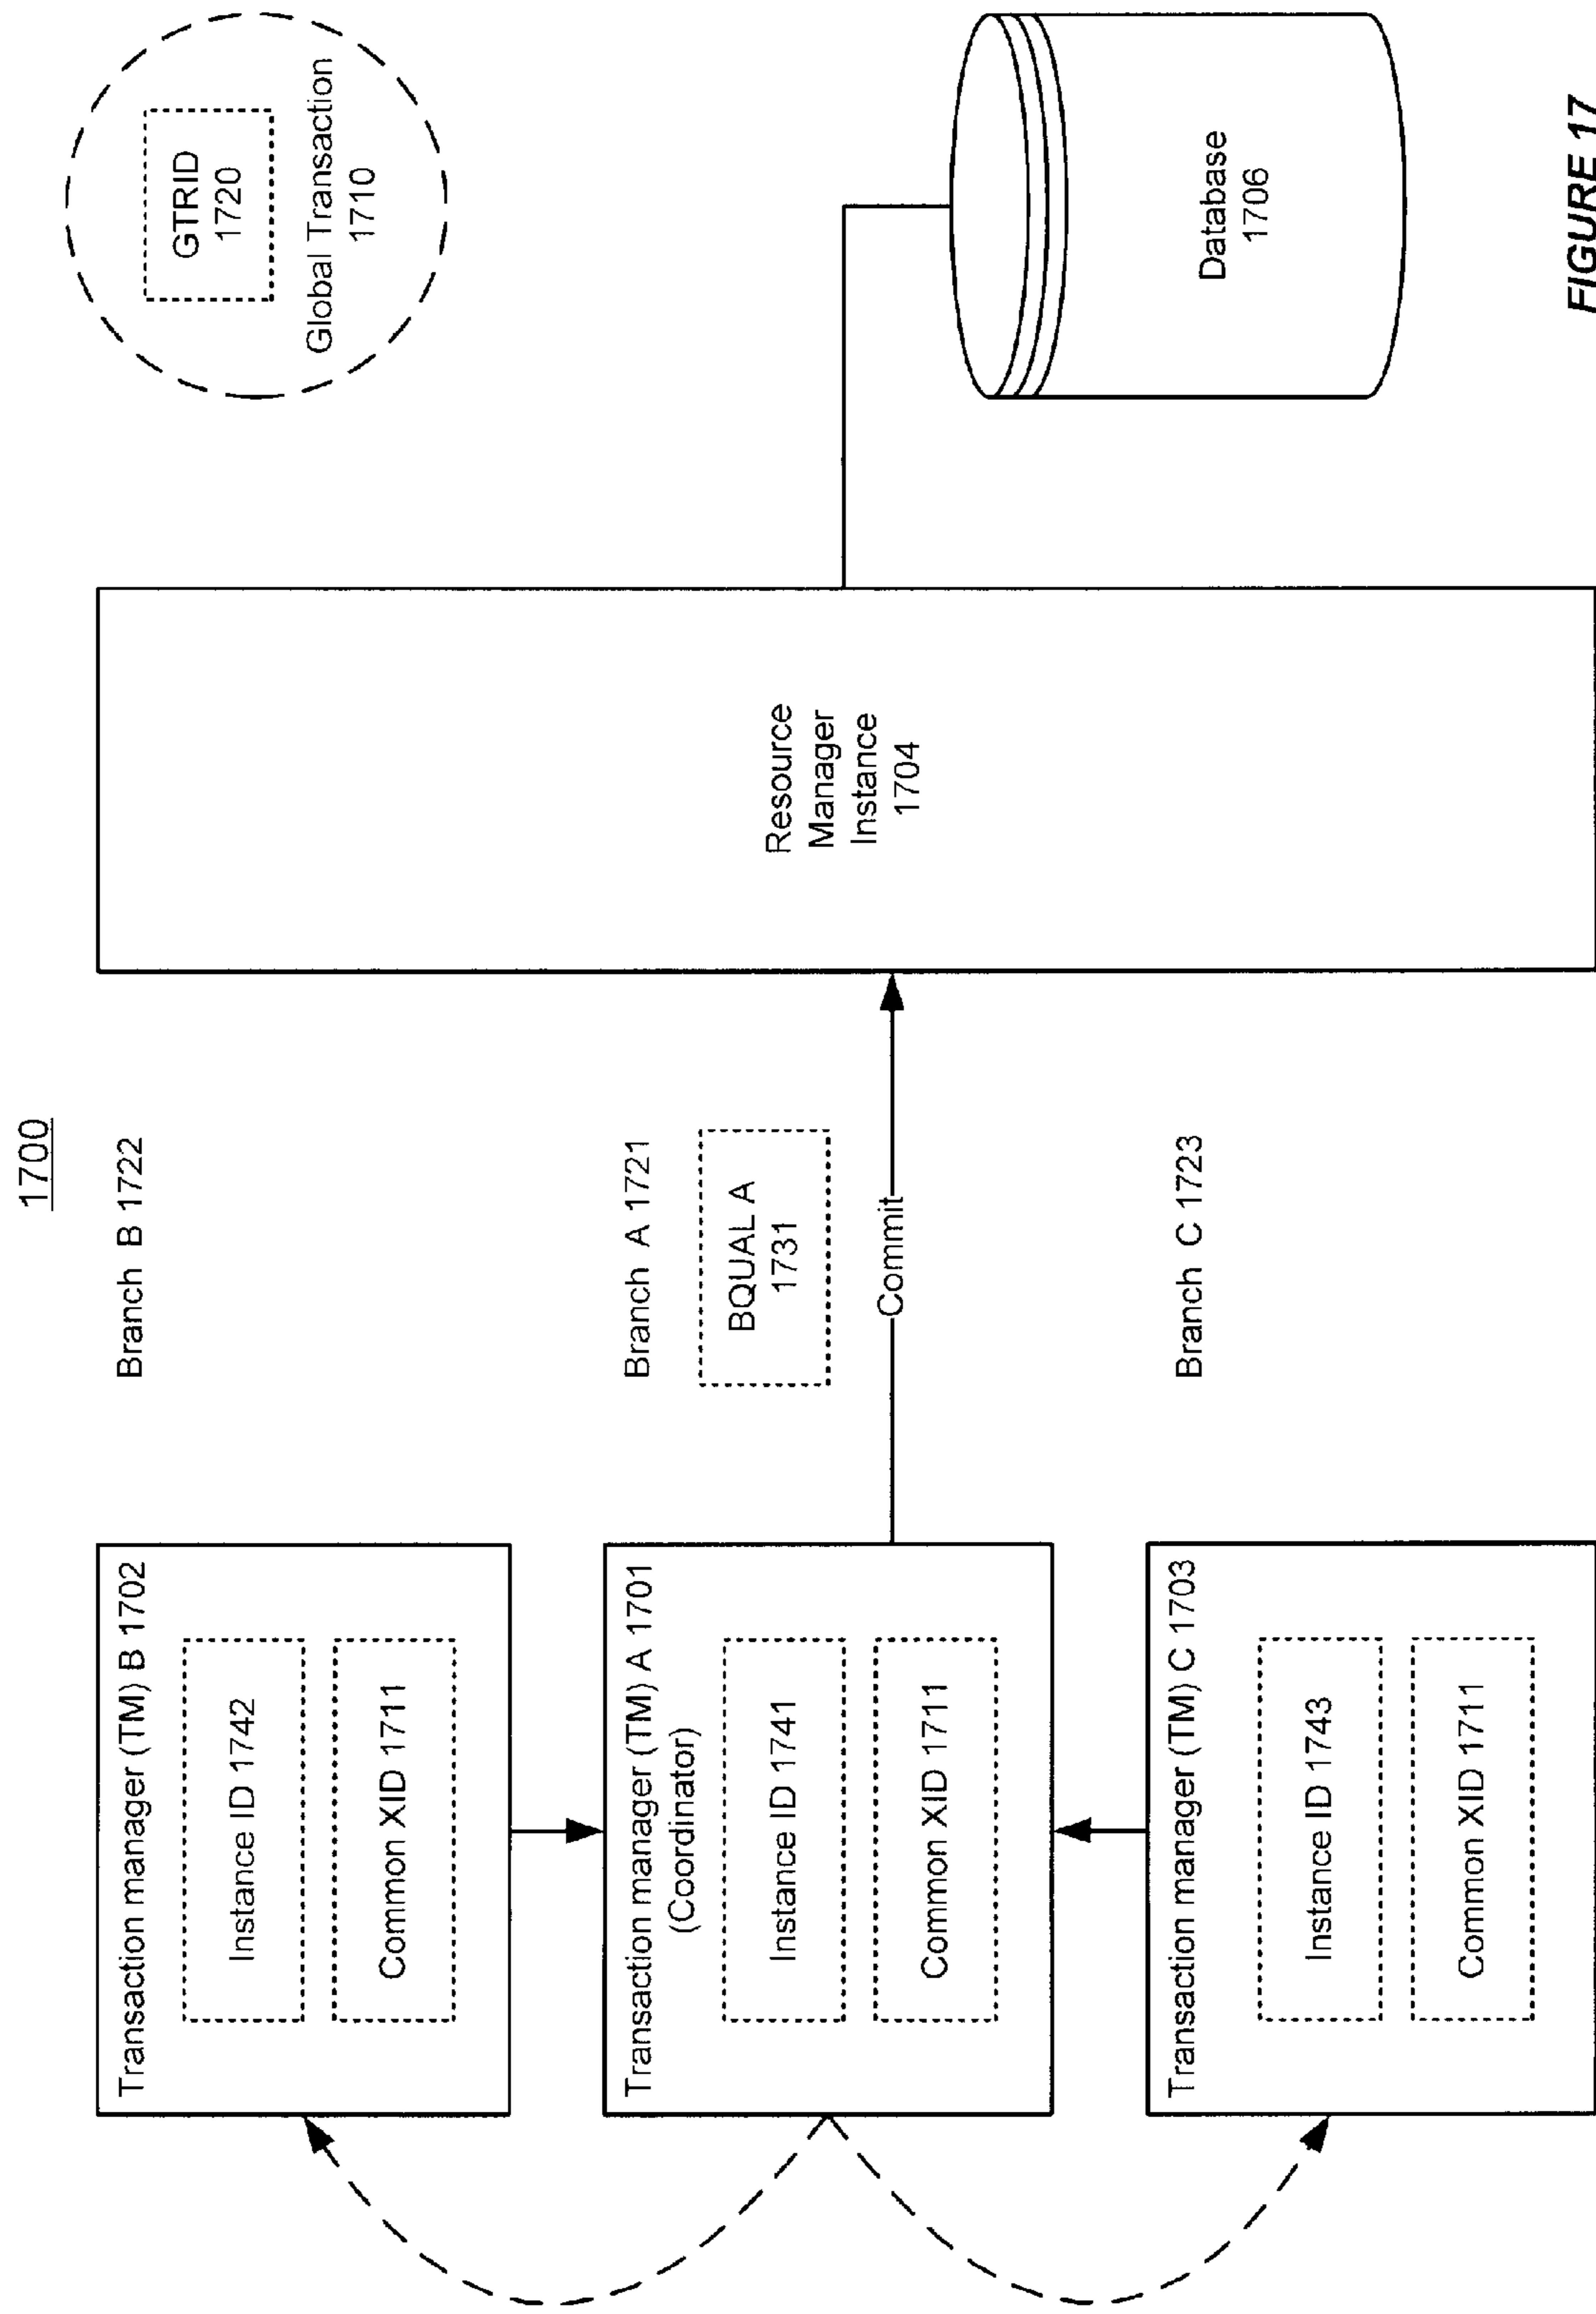 1700
Transaction manager (TM) B 1702
Instance ID 1742
Common XID 1711
Branch B 1722
Transaction manager (TM) A 1701
(Coordinator)
Instance ID 1741
Common XID 1711
Branch A 1721
BQUAL A
1731
Commit
Transaction manager (TM) C 1703
Instance ID 1743
Common XID 1711
Branch C 1723
Resource
Manager
Instance
1704
GTRID
1720
Global Transaction
1710
Database
1706
FIGURE 17